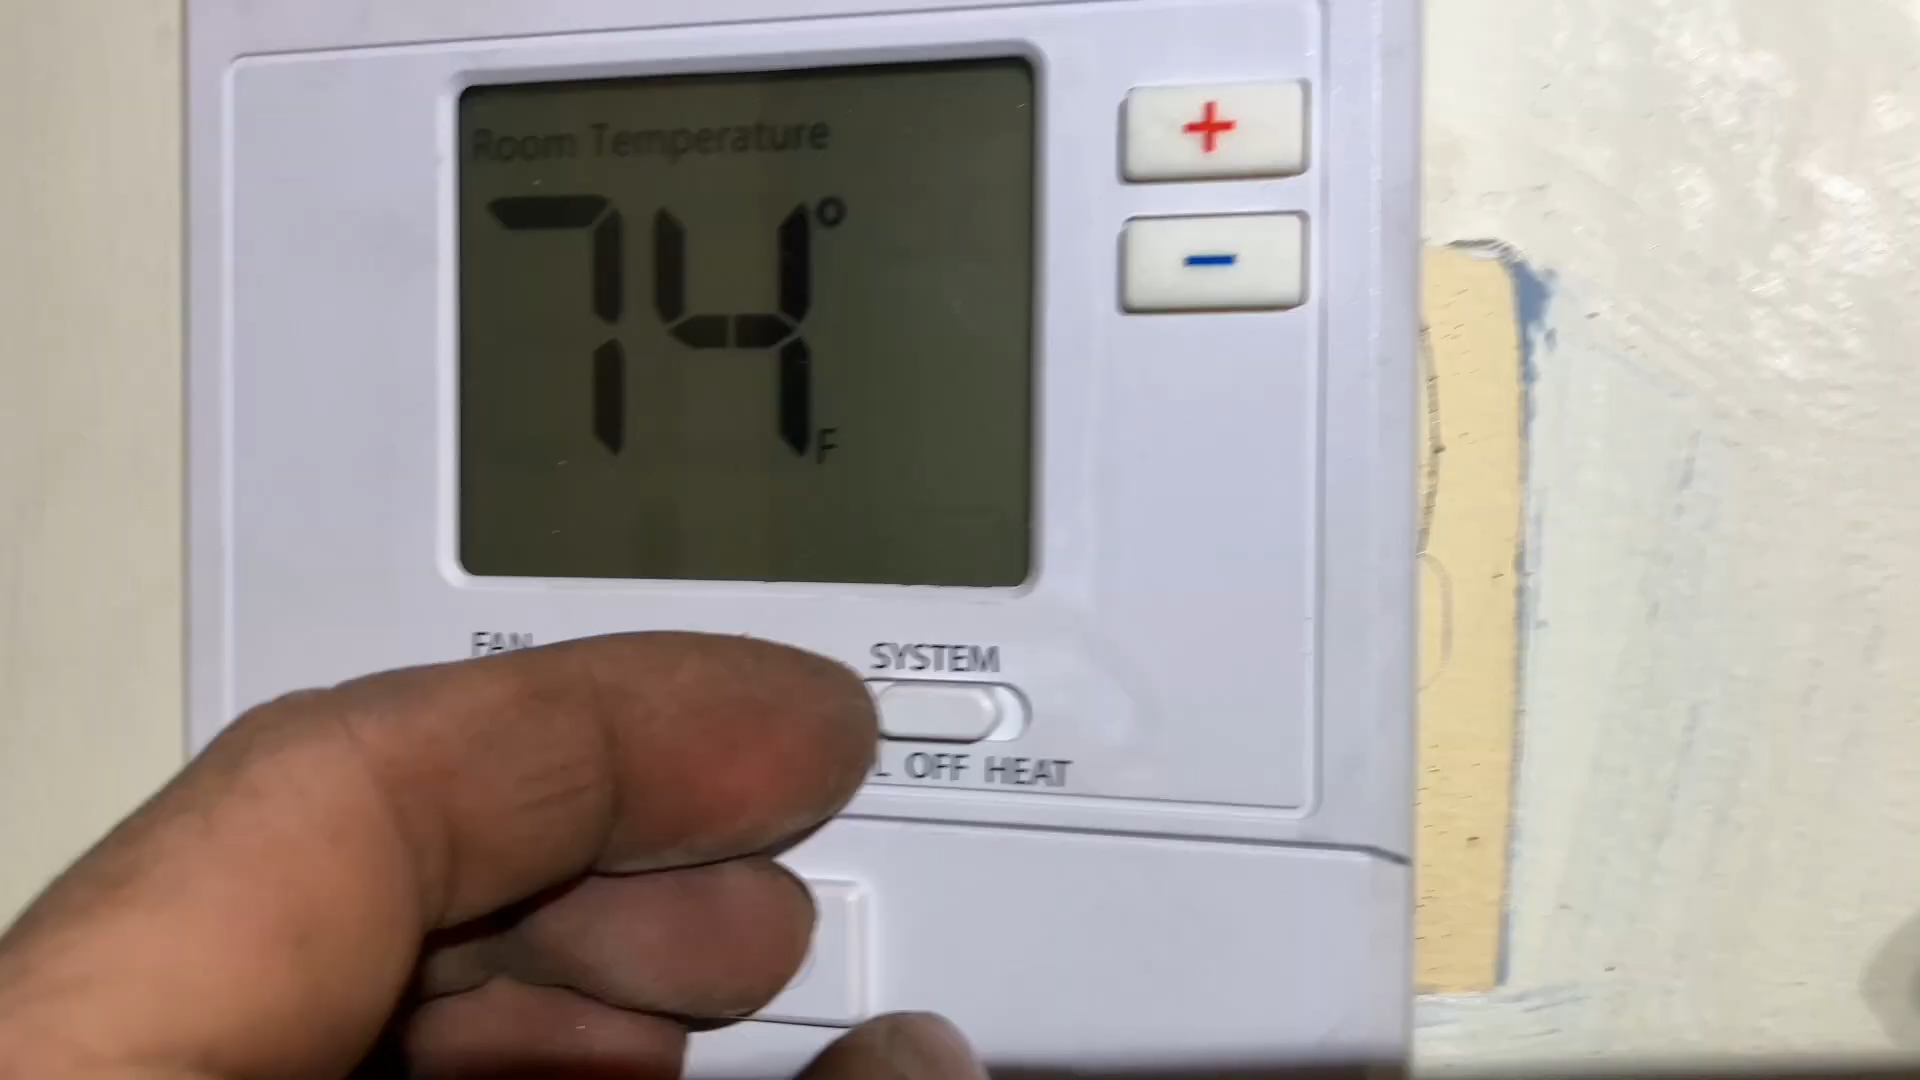 Room Temperature
+
74°
F
-
FAN
SYSTEM
L OFF HEAT